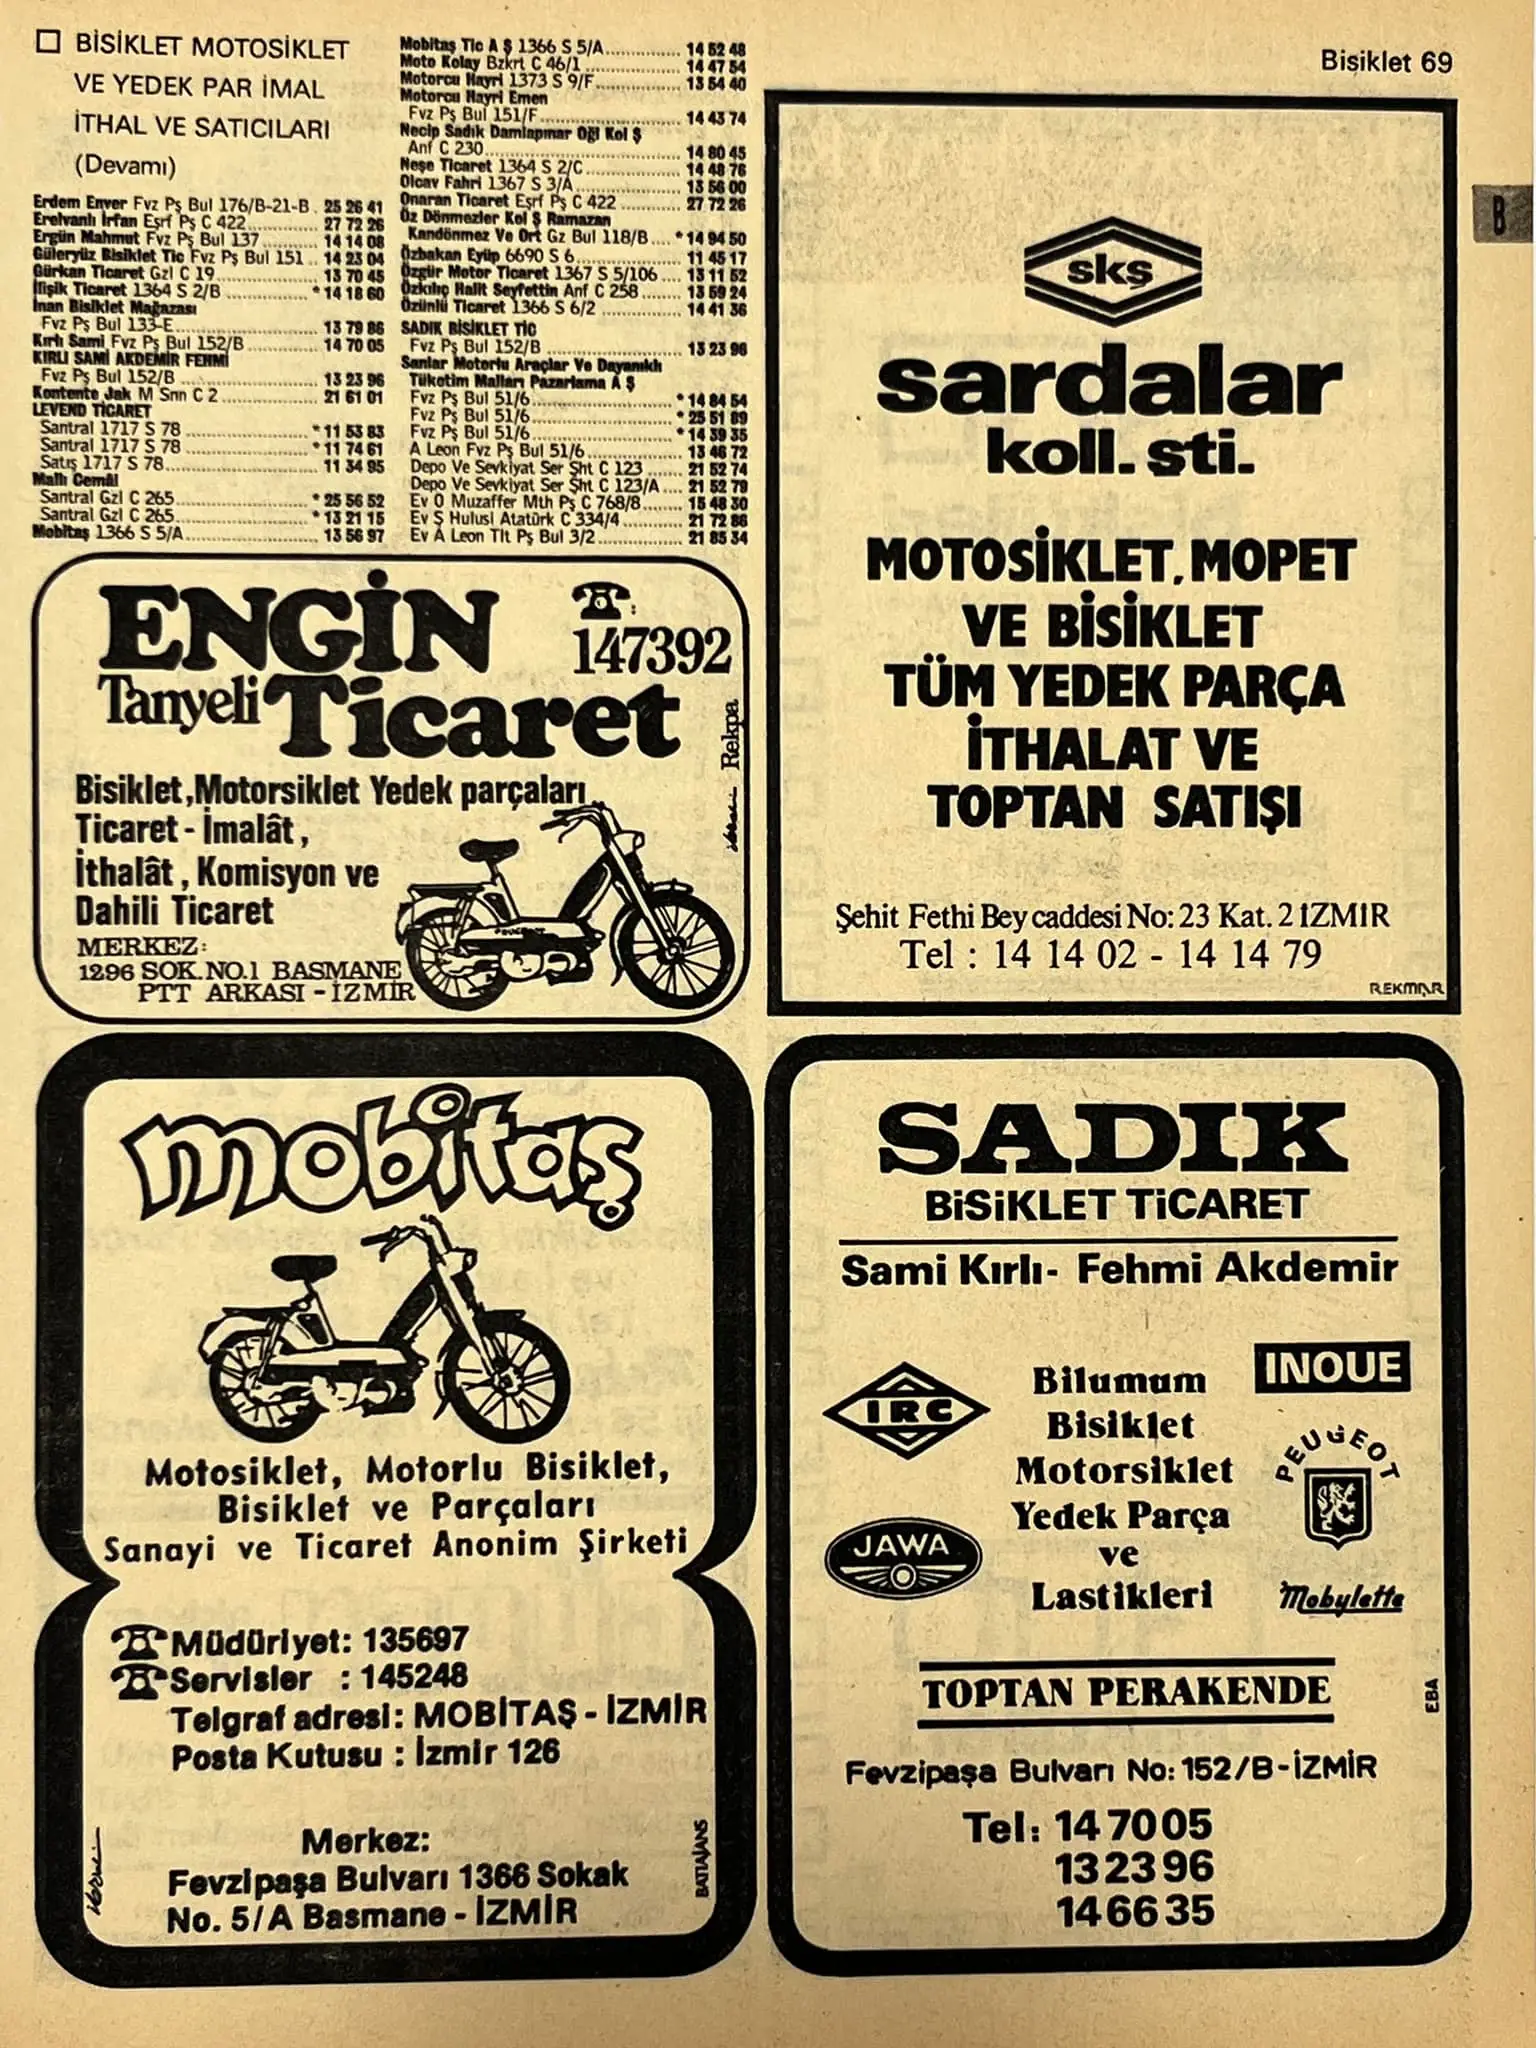 □ BİSİKLET MOTOSİKLET
VE YEDEK PAR İMAL
İTHAL VE SATICILARI
(Devamı)
Erdem Enver Fvz Pş Bul 176/B-21-B . 25 26 41
Erelvanlı İrfan Eşrf Pş C 422 27 72 26
Ergün Mahmut Fvz Pş Bul 137 14 14 08
Güleryüz Bisiklet Tic Fvz Pş Bul 151 .. 14 23 04
Gürkan Ticaret Gzl C 19 13 70 45
Ilışik Ticaret 1364 S 2/B * 14 18 60
İnan Bisiklet Mağazası
Fvz Pş Bul 133-E 13 79 86
Kırlı Sami Fvz Pş Bul 152/B 14 70 05
KIRLI SAMİ AKDEMİR FEHMİ
Fvz Pş Bul 152/B 13 23 96
Kontente Jak M Snn C 2 21 61 01
LEVEND TİCARET
Santral 1717 S 78 * 11 53 83
Santral 1717 S 78 * 11 74 61
Satış 1717 S 78 11 34 95
Mallı Cemâl
Santral Gzl C 265 * 25 56 52
Santral Gzl C 265 * 13 21 15
Mobitaş 1366 S 5/A 13 56 97
Mobitaş Tic A Ş 1366 S 5/A 14 52 48
Moto Kolay Bzkrt C 46/1 14 47 54
Motorcu Hayri 1373 S 9/F 13 54 40
Motorcu Hayri Emen
Fvz Pş Bul 151/F 14 43 74
Necip Sadık Damlapınar Oğl Kol Ş
Anf C 230 14 80 45
Neşe Ticaret 1364 S 2/C 14 48 76
Olcav Fahri 1367 S 3/A 13 56 00
Onaran Ticaret Eşrf Pş C 422 27 72 26
Öz Dönmezler Kol Ş Ramazan
Kandönmez Ve Ort Gz Bul 118/B * 14 94 50
Özbakan Eyüp 6690 S 6 11 45 17
Özgür Motor Ticaret 1367 S 5/106 13 11 52
Özkılıç Halit Seyfettin Anf C 258 13 59 24
Özünlü Ticaret 1366 S 6/2 14 41 36
SADIK BİSİKLET TİC
Fvz Pş Bul 152/B 13 23 96
Sanlar Motorlu Araçlar Ve Dayanıklı
Tüketim Malları Pazarlama A Ş
Fvz Pş Bul 51/6 * 14 84 54
Fvz Pş Bul 51/6 * 25 51 89
Fvz Pş Bul 51/6 * 14 39 35
A Leon Fvz Pş Bul 51/6 13 46 72
Depo Ve Sevkiyat Ser Şht C 123 21 52 74
Depo Ve Sevkiyat Ser Şht C 123/A 21 52 79
Ev O Muzaffer Mth Pş C 768/8 15 48 30
Ev Ş Hulusi Atatürk C 334/4 21 72 86
Ev A Leon Tlt Pş Bul 3/2 21 85 34
Bisiklet 69
B
skş
sardalar
koll. şti.
MOTOSİKLET, MOPET
VE BİSİKLET
TÜM YEDEK PARÇA
İTHALAT VE
TOPTAN SATIŞI
Şehit Fethi Bey caddesi No: 23 Kat. 2 İZMİR
Tel : 14 14 02 - 14 14 79
REKMAR
ENGİN
Tanyeli Ticaret
☎:
147392
Rekpa
Bisiklet, Motorsiklet Yedek parçaları
Ticaret - İmalât,
İthalât, Komisyon ve
Dahili Ticaret
MERKEZ:
1296 SOK. NO.1 BASMANE
PTT ARKASI - İZMİR
PEUGEOT
mobitaş
Motosiklet, Motorlu Bisiklet,
Bisiklet ve Parçaları
Sanayi ve Ticaret Anonim Şirketi
☎ Müdüriyet: 135697
☎ Servisler : 145248
Telgraf adresi: MOBİTAŞ - İZMİR
Posta Kutusu : İzmir 126
Merkez:
Fevzipaşa Bulvarı 1366 Sokak
No. 5/A Basmane - İZMİR
BATIAJANS
SADIK
BİSİKLET TİCARET
Sami Kırlı - Fehmi Akdemir
IRC
JAWA
Bilumum
Bisiklet
Motorsiklet
Yedek Parça
ve
Lastikleri
INOUE
PEUGEOT
Mobylette
TOPTAN PERAKENDE
EBA
Fevzipaşa Bulvarı No: 152/B - İZMİR
Tel: 14 70 05
13 23 96
14 66 35